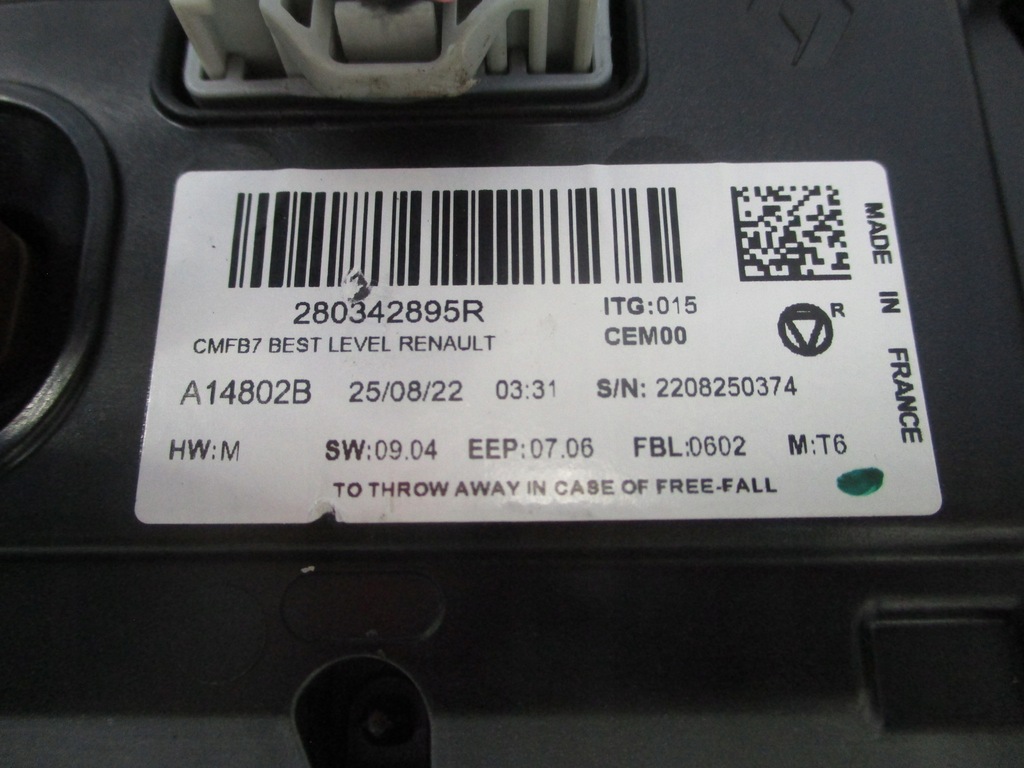 280342895R
ITG:015
CMFB7 BEST LEVEL RENAULT
CEM00
R
A14802B 25/08/22 03:31 S/N: 2208250374
HW:M SW:09.04 EEP:07.06 FBL:0602 M:T6
TO THROW AWAY IN CASE OF FREE-FALL
MADE IN FRANCE